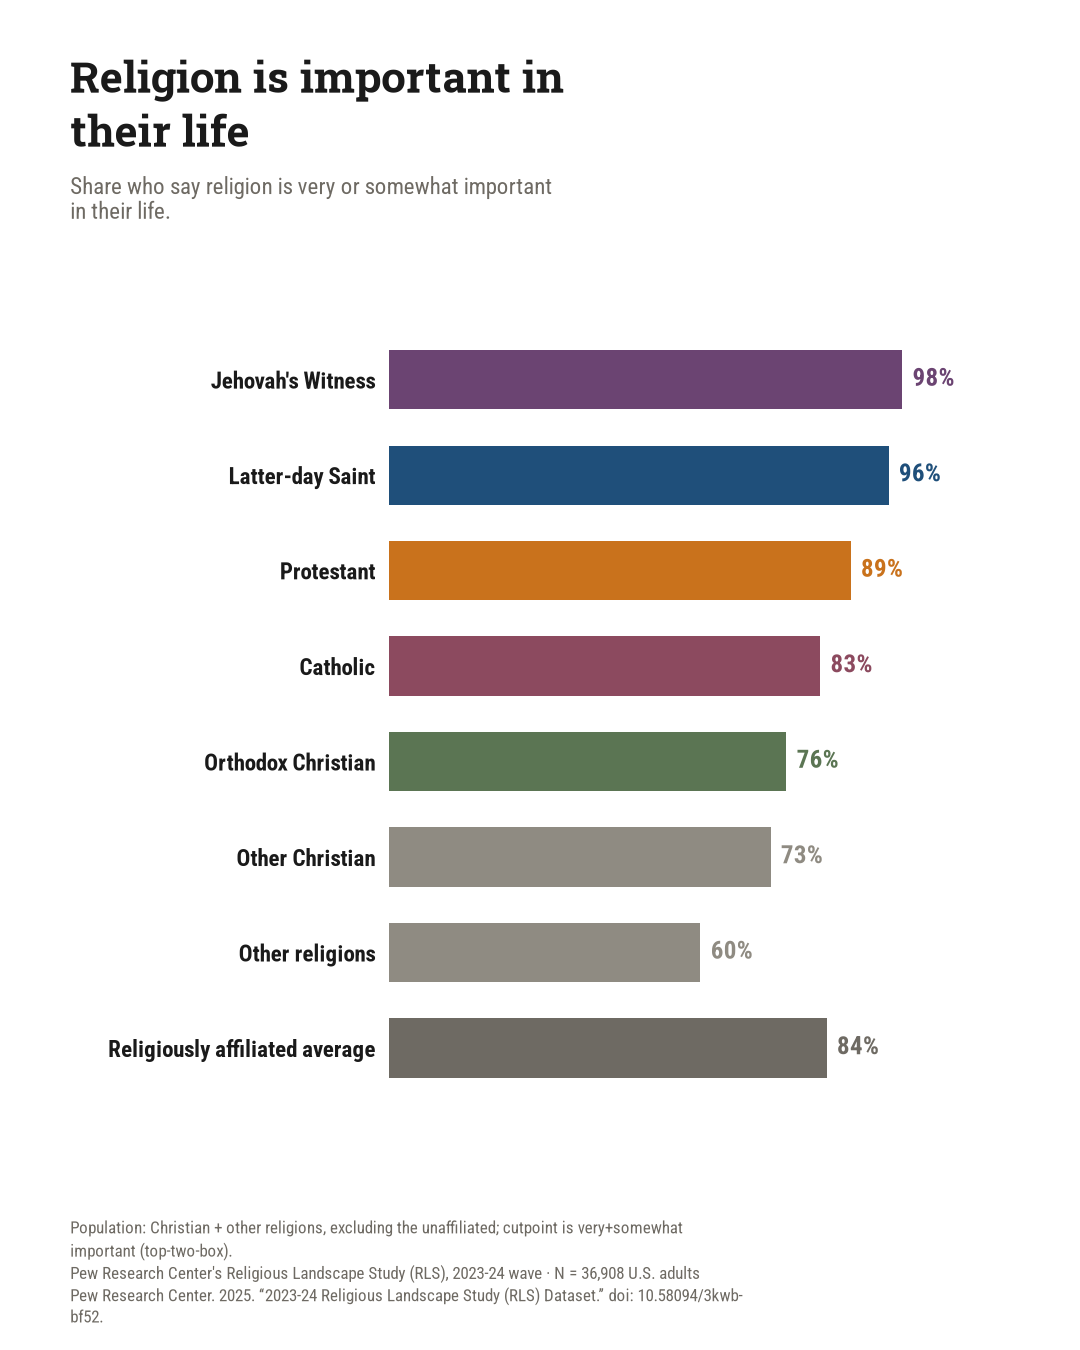 Religion is important in
their life
Share who say religion is very or somewhat important
in their life.
Jehovah's Witness 98%
Latter-day Saint 96%
Protestant 89%
Catholic 83%
Orthodox Christian 76%
Other Christian 73%
Other religions 60%
Religiously affiliated average 84%
Population: Christian + other religions, excluding the unaffiliated; cutpoint is very+somewhat
important (top-two-box).
Pew Research Center's Religious Landscape Study (RLS), 2023-24 wave · N = 36,908 U.S. adults
Pew Research Center. 2025. “2023-24 Religious Landscape Study (RLS) Dataset.” doi: 10.58094/3kwb-
bf52.